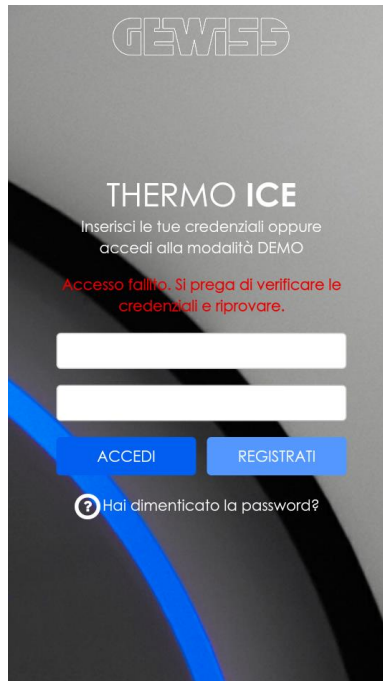 GEWISS
THERMO ICE
Inserisci le tue credenziali oppure
accedi alla modalità DEMO
Accesso fallito. Si prega di verificare le
credenziali e riprovare.
ACCEDI
REGISTRATI
? Hai dimenticato la password?